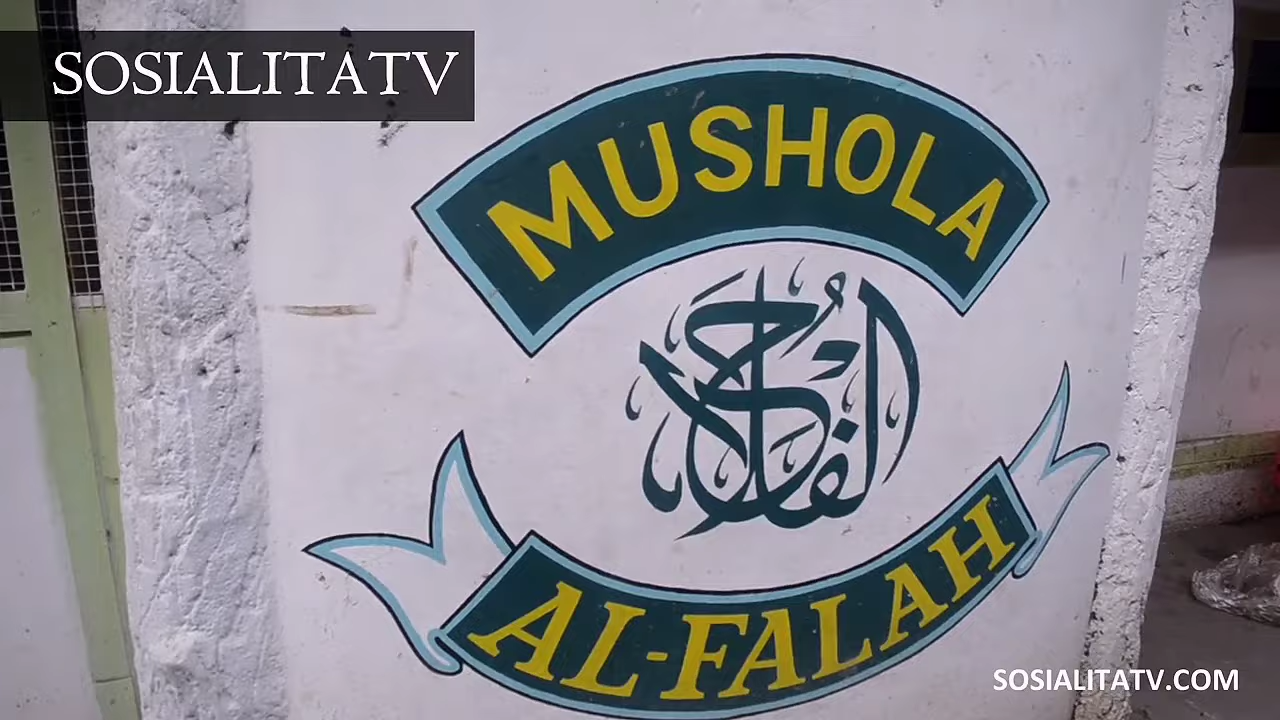 SOSIALITATV
MUSHOLA
الفلاح
AL-FALAH
SOSIALITATV.COM